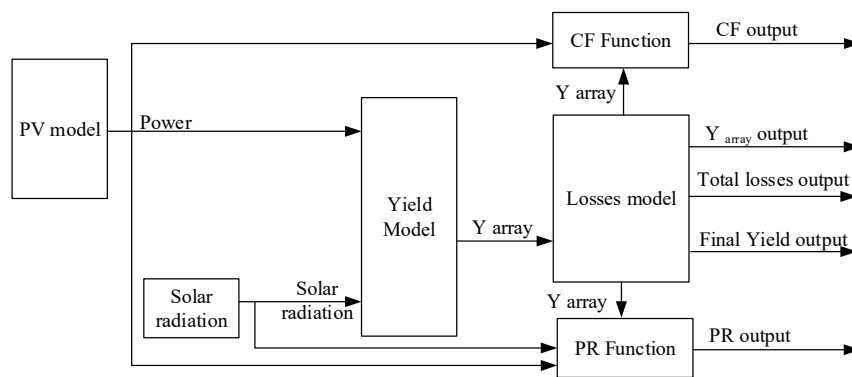 CF Function
CF output
Y array
PV model
Power
Yield
Model
Y array
Losses model
Y array output
Total losses output
Final Yield output
Solar
radiation
Solar
radiation
Y array
PR Function
PR output